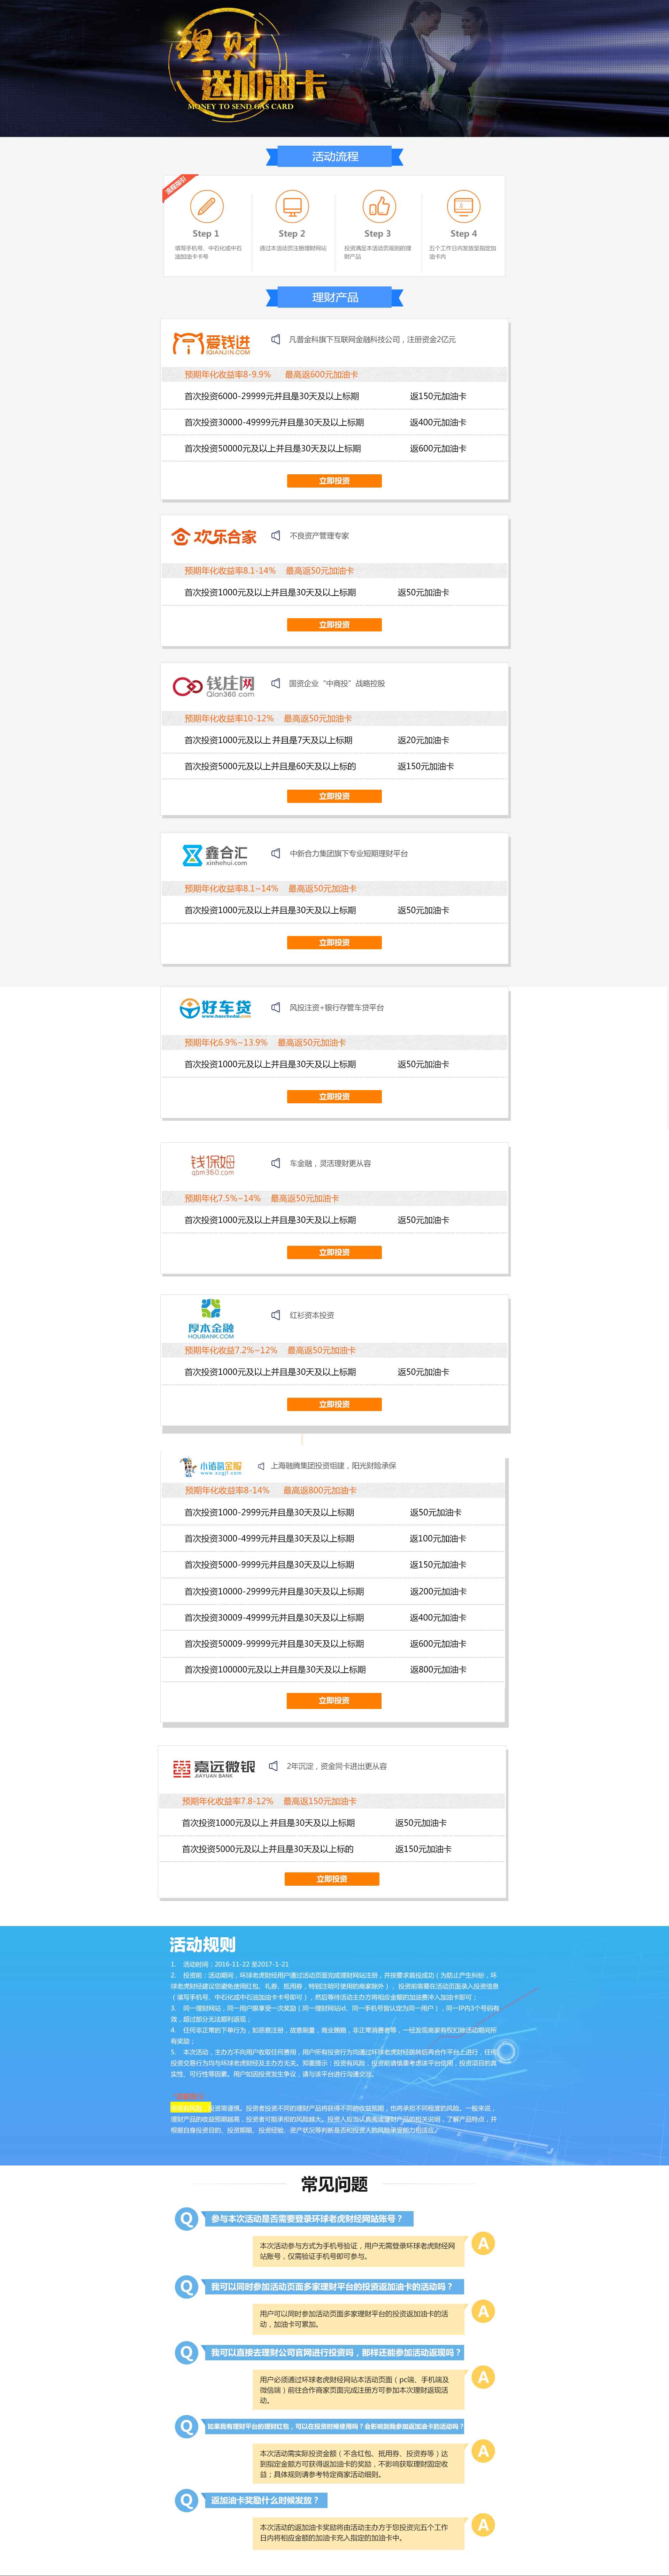 理财
送加油卡
MONEY TO SEND GAS CARD
活动流程
流程指引
Step 1
Step 2
Step 3
Step 4
填写手机号、中石化或中石
油加油卡卡号
通过本活动页注册理财网站
投资满足本活动页规则的理
财产品
五个工作日内发放至指定加
油卡内
理财产品
爱钱进
IQIANJIN.COM
凡普金科旗下互联网金融科技公司，注册资金2亿元
预期年化收益率8-9.9% 最高返600元加油卡
首次投资6000-29999元并且是30天及以上标期 返150元加油卡
首次投资30000-49999元并且是30天及以上标期 返400元加油卡
首次投资50000元及以上并且是30天及以上标期 返600元加油卡
立即投资
欢乐合家
不良资产管理专家
预期年化收益率8.1-14% 最高返50元加油卡
首次投资1000元及以上并且是30天及以上标期 返50元加油卡
立即投资
钱庄网
Qian360.com
国资企业“中商投”战略控股
预期年化收益率10-12% 最高返50元加油卡
首次投资1000元及以上 并且是7天及以上标期 返20元加油卡
首次投资5000元及以上并且是60天及以上标的 返150元加油卡
立即投资
鑫合汇
xinhehui.com
中新合力集团旗下专业短期理财平台
预期年化收益率8.1~14% 最高返50元加油卡
首次投资1000元及以上并且是30天及以上标期 返50元加油卡
立即投资
好车贷
www.haochedai.com
风投注资+银行存管车贷平台
预期年化6.9%~13.9% 最高返50元加油卡
首次投资1000元及以上并且是30天及以上标期 返50元加油卡
立即投资
钱保姆
qbm360.com
车金融，灵活理财更从容
预期年化7.5%~14% 最高返50元加油卡
首次投资1000元及以上并且是30天及以上标期 返50元加油卡
立即投资
厚本金融
HOUBANK.COM
红衫资本投资
预期年化收益7.2%~12% 最高返50元加油卡
首次投资1000元及以上并且是30天及以上标期 返50元加油卡
立即投资
小诸葛金服
www.xzgjf.com
上海融腾集团投资组建，阳光财险承保
预期年化收益率8-14% 最高返800元加油卡
首次投资1000-2999元并且是30天及以上标期 返50元加油卡
首次投资3000-4999元并且是30天及以上标期 返100元加油卡
首次投资5000-9999元并且是30天及以上标期 返150元加油卡
首次投资10000-29999元并且是30天及以上标期 返200元加油卡
首次投资30009-49999元并且是30天及以上标期 返400元加油卡
首次投资50009-99999元并且是30天及以上标期 返600元加油卡
首次投资100000元及以上并且是30天及以上标期 返800元加油卡
立即投资
嘉远微银
JIAYUAN BANK
2年沉淀，资金同卡进出更从容
预期年化收益率7.8-12% 最高返150元加油卡
首次投资1000元及以上 并且是30天及以上标期 返50元加油卡
首次投资5000元及以上并且是30天及以上标的 返150元加油卡
立即投资
活动规则
1. 活动时间：2016-11-22 至2017-1-21
2. 投资前：活动期间，环球老虎财经用户通过活动页面完成理财网站注册，并按要求首投成功（为防止产生纠纷，环
球老虎财经建议您避免使用红包、礼券、抵用券，特别注明可使用的商家除外）， 投资前需要在活动页面录入投资信息
（填写手机号、中石化或中石油加油卡卡号即可），然后等待活动主办方将相应金额的加油费冲入加油卡即可；
3. 同一理财网站，同一用户限享受一次奖励（同一理财网站id、同一手机号皆认定为同一用户），同一IP内3个号码有
效，超过部分无法顺利返现；
4. 任何非正常的下单行为，如恶意注册，故意刷量，商业贿赂，非正常消费者等，一经发现商家有权扣除活动期间所
有奖励；
5. 本次活动，主办方不向用户收取任何费用，用户所有投资行为均通过环球老虎财经跳转后再合作平台上进行，任何
投资交易行为均与环球老虎财经及主办方无关。郑重提示：投资有风险，投资前请慎重考虑该平台信用，投资项目的真
实性、可行性等因素。用户如因投资发生争议，请与该平台进行沟通交涉。
投资需谨慎。投资者投资不同的理财产品将获得不同的收益预期，也将承担不同程度的风险。一般来说，
理财产品的收益预期越高，投资者可能承担的风险越大。投资人应当认真阅读理财产品的相关说明，了解产品特点，并
根据自身投资目的、投资期限、投资经验、资产状况等判断是否和投资人的风险承受能力相适应。
常见问题
Q 参与本次活动是否需要登录环球老虎财经网站账号？
本次活动参与方式为手机号验证，用户无需登录环球老虎财经网
站账号，仅需验证手机号即可参与。
A
Q 我可以同时参加活动页面多家理财平台的投资返加油卡的活动吗？
用户可以同时参加活动页面多家理财平台的投资返加油卡的活
动，加油卡可累加。
A
Q 我可以直接去理财公司官网进行投资吗，那样还能参加活动返现吗？
用户必须通过环球老虎财经网站本活动页面（pc端、手机端及
微信端）前往合作商家页面完成注册方可参加本次理财返现活
动。
A
Q 如果我有理财平台的理财红包，可以在投资时候使用吗？会影响到我参加返加油卡的活动吗？
本次活动需实际投资金额（不含红包、抵用券、投资券等）达
到指定金额方可获得返加油卡的奖励，不影响获取理财固定收
益；具体规则请参考特定商家活动细则。
A
Q 返加油卡奖励什么时候发放？
本次活动的返加油卡奖励将由活动主办方于您投资完五个工作
日内将相应金额的加油卡充入指定的加油卡中。
A